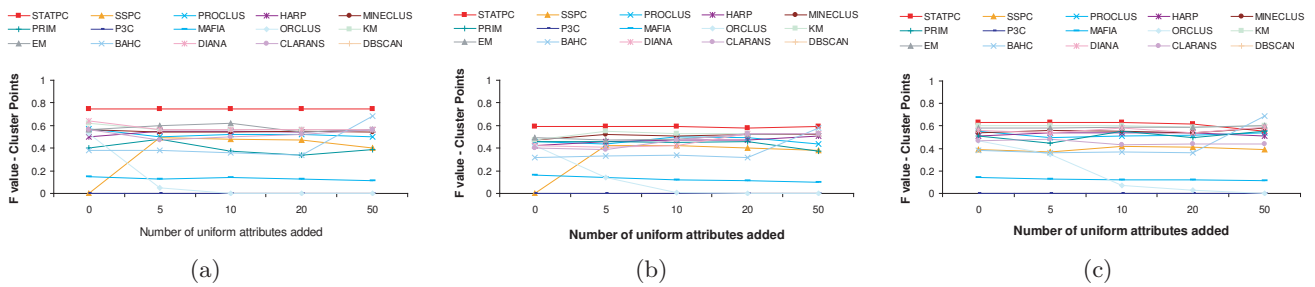 STATPC SSPC PROCLUS HARP MINECLUS
PRIM P3C MAFIA ORCLUS KM
EM BAHC DIANA CLARANS DBSCAN
F value - Cluster Points
1
0.8
0.6
0.4
0.2
0
0 5 10 20 50
Number of uniform attributes added
(a)
STATPC SSPC PROCLUS HARP MINECLUS
PRIM P3C MAFIA ORCLUS KM
EM BAHC DIANA CLARANS DBSCAN
F value - Cluster Points
1
0.8
0.6
0.4
0.2
0
0 5 10 20 50
Number of uniform attributes added
(b)
STATPC SSPC PROCLUS HARP MINECLUS
PRIM P3C MAFIA ORCLUS KM
EM BAHC DIANA CLARANS DBSCAN
F value - Cluster Points
1
0.8
0.6
0.4
0.2
0
0 5 10 20 50
Number of uniform attributes added
(c)